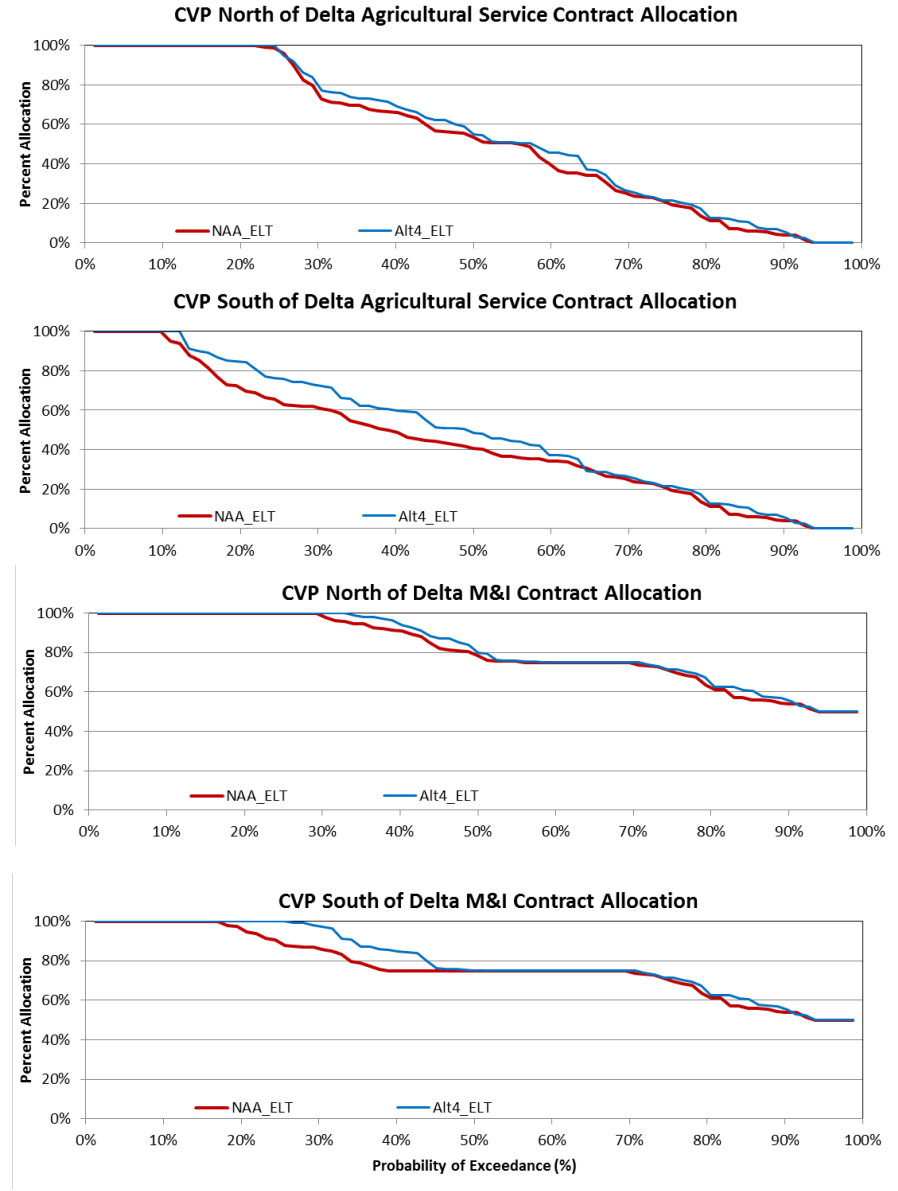 CVP North of Delta Agricultural Service Contract Allocation
Percent Allocation
100%
80%
60%
40%
20%
0%
NAA_ELT Alt4_ELT
0% 10% 20% 30% 40% 50% 60% 70% 80% 90% 100%
CVP South of Delta Agricultural Service Contract Allocation
Percent Allocation
100%
80%
60%
40%
20%
0%
NAA_ELT Alt4_ELT
0% 10% 20% 30% 40% 50% 60% 70% 80% 90% 100%
CVP North of Delta M&I Contract Allocation
Percent Allocation
100%
80%
60%
40%
20%
0%
NAA_ELT Alt4_ELT
0% 10% 20% 30% 40% 50% 60% 70% 80% 90% 100%
CVP South of Delta M&I Contract Allocation
Percent Allocation
100%
80%
60%
40%
20%
0%
NAA_ELT Alt4_ELT
0% 10% 20% 30% 40% 50% 60% 70% 80% 90% 100%
Probability of Exceedance (%)